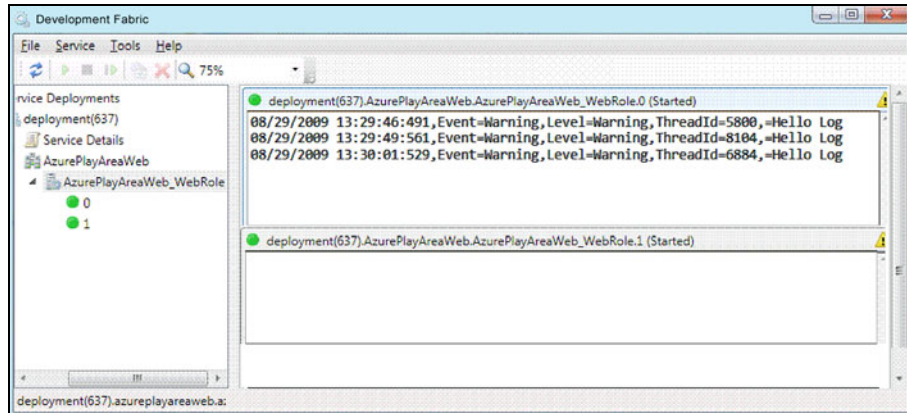 Development Fabric
File Service Tools Help
75%
rvice Deployments
deployment(637)
Service Details
AzurePlayAreaWeb
AzurePlayAreaWeb_WebRole
0
1
deployment(637).AzurePlayAreaWeb.AzurePlayAreaWeb_WebRole.0 (Started)
08/29/2009 13:29:46:491,Event=Warning,Level=Warning,ThreadId=5800,=Hello Log
08/29/2009 13:29:49:561,Event=Warning,Level=Warning,ThreadId=8104,=Hello Log
08/29/2009 13:30:01:529,Event=Warning,Level=Warning,ThreadId=6884,=Hello Log
deployment(637).AzurePlayAreaWeb.AzurePlayAreaWeb_WebRole.1 (Started)
deployment(637).azureplayareaweb.a: